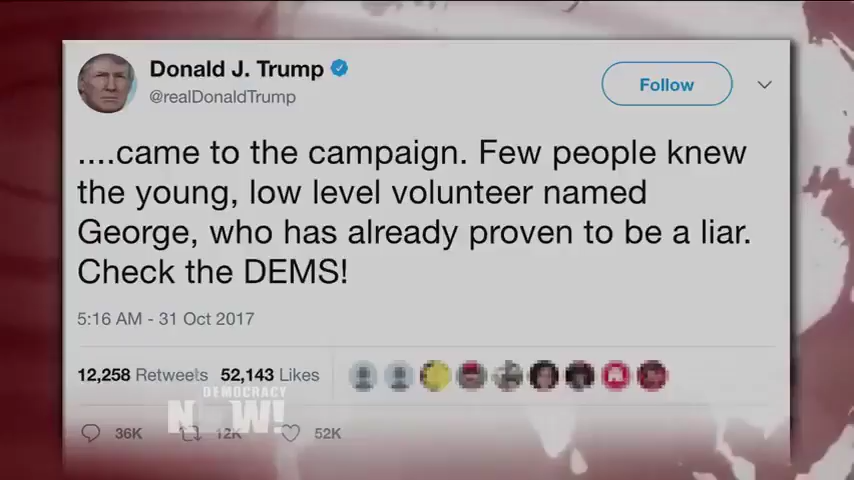 Donald J. Trump
@realDonaldTrump
Follow
....came to the campaign. Few people knew
the young, low level volunteer named
George, who has already proven to be a liar.
Check the DEMS!
5:16 AM - 31 Oct 2017
12,258 Retweets 52,143 Likes
DEMOCRACY
NOW!
36K 12K 52K